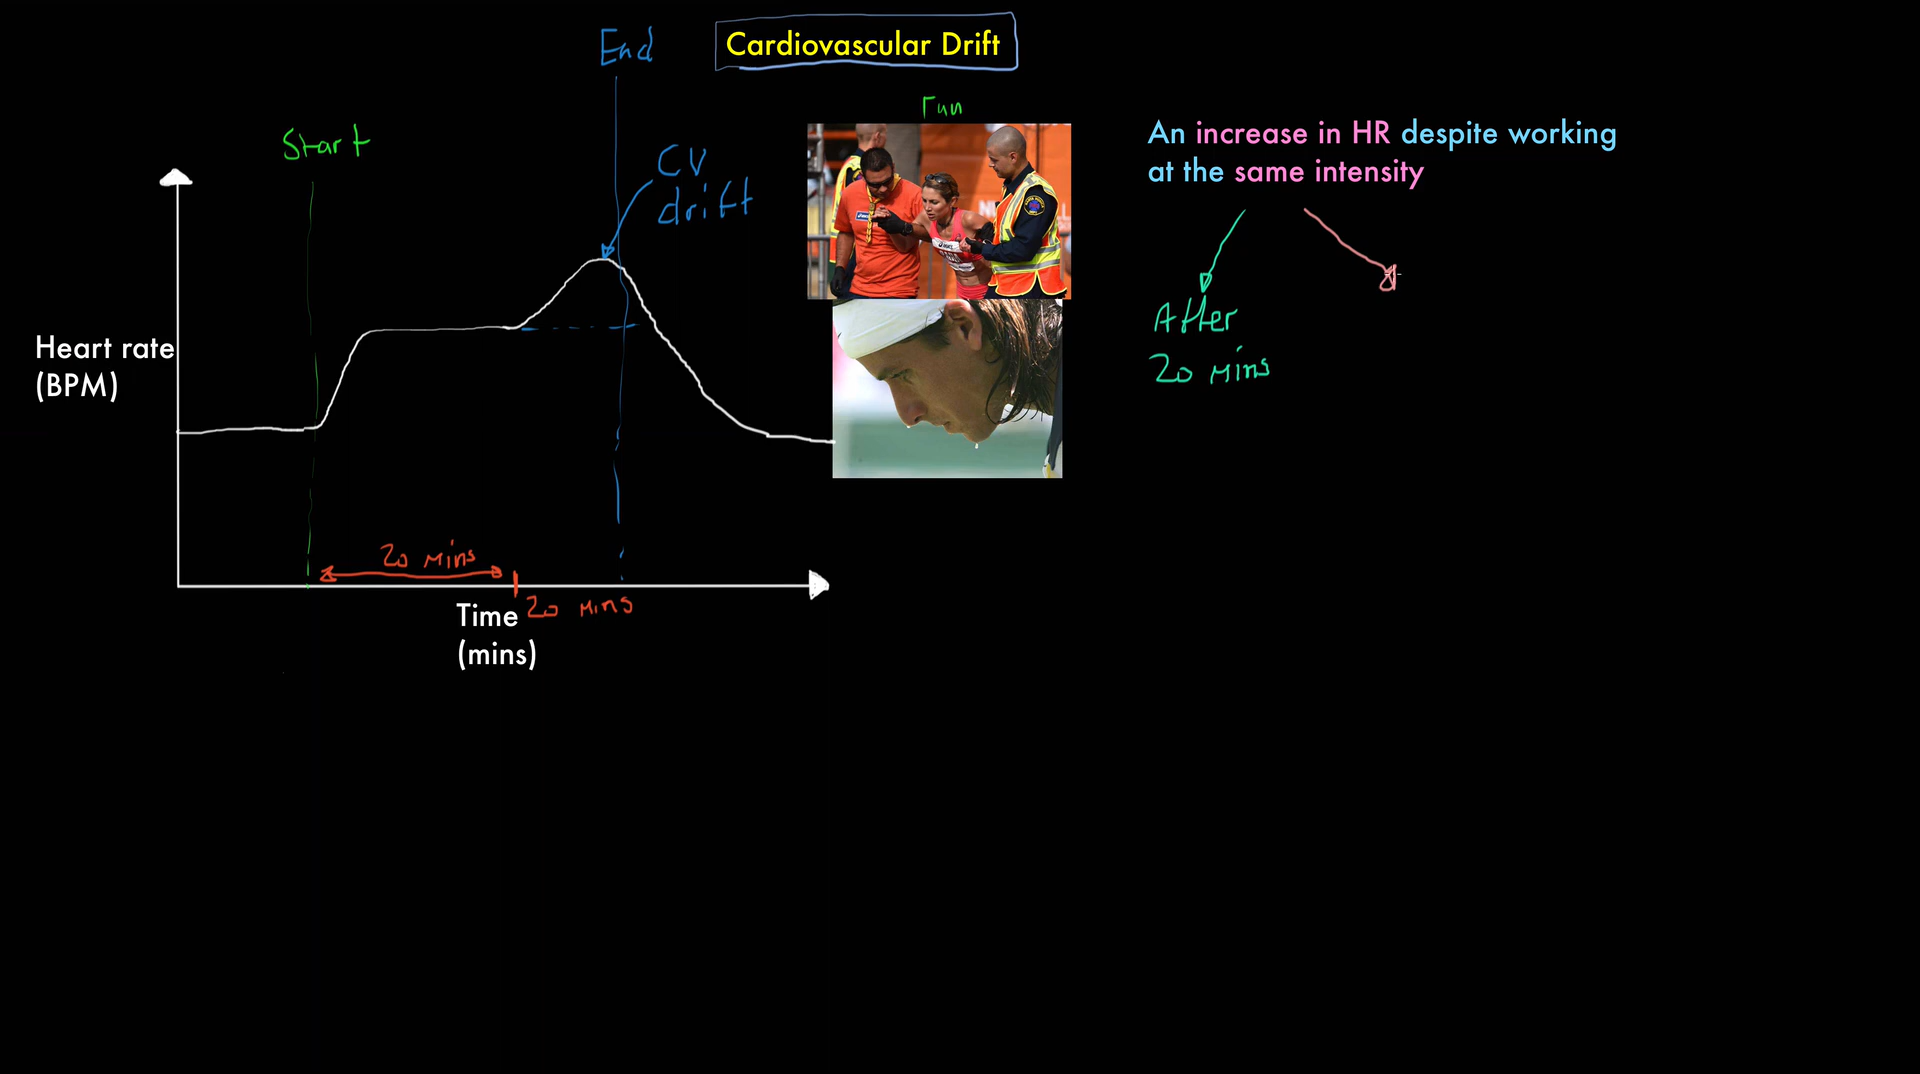 End
Cardiovascular Drift
Fun
Start
CV
drift
An increase in HR despite working
at the same intensity
Heart rate
(BPM)
After
20 mins
20 mins
Time
20 mins
(mins)